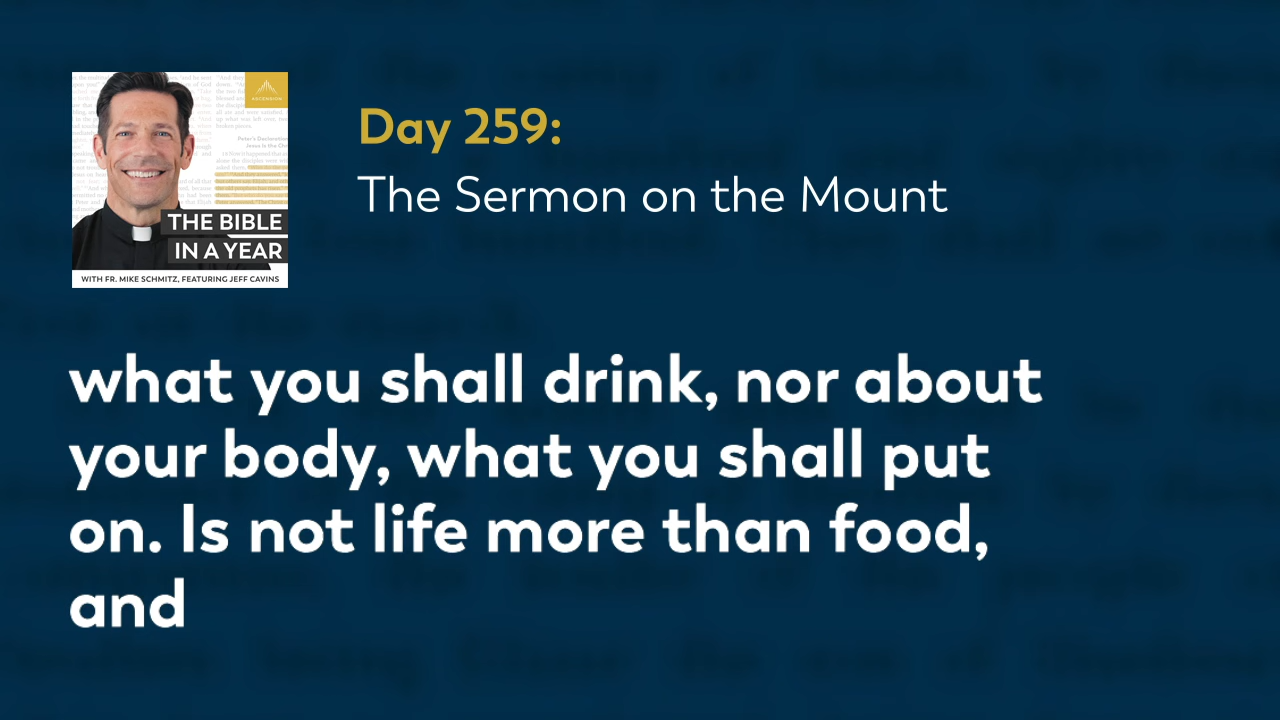 ASCENSION
THE BIBLE
IN A YEAR
WITH FR. MIKE SCHMITZ, FEATURING JEFF CAVINS
Day 259:
The Sermon on the Mount
what you shall drink, nor about
your body, what you shall put
on. Is not life more than food,
and